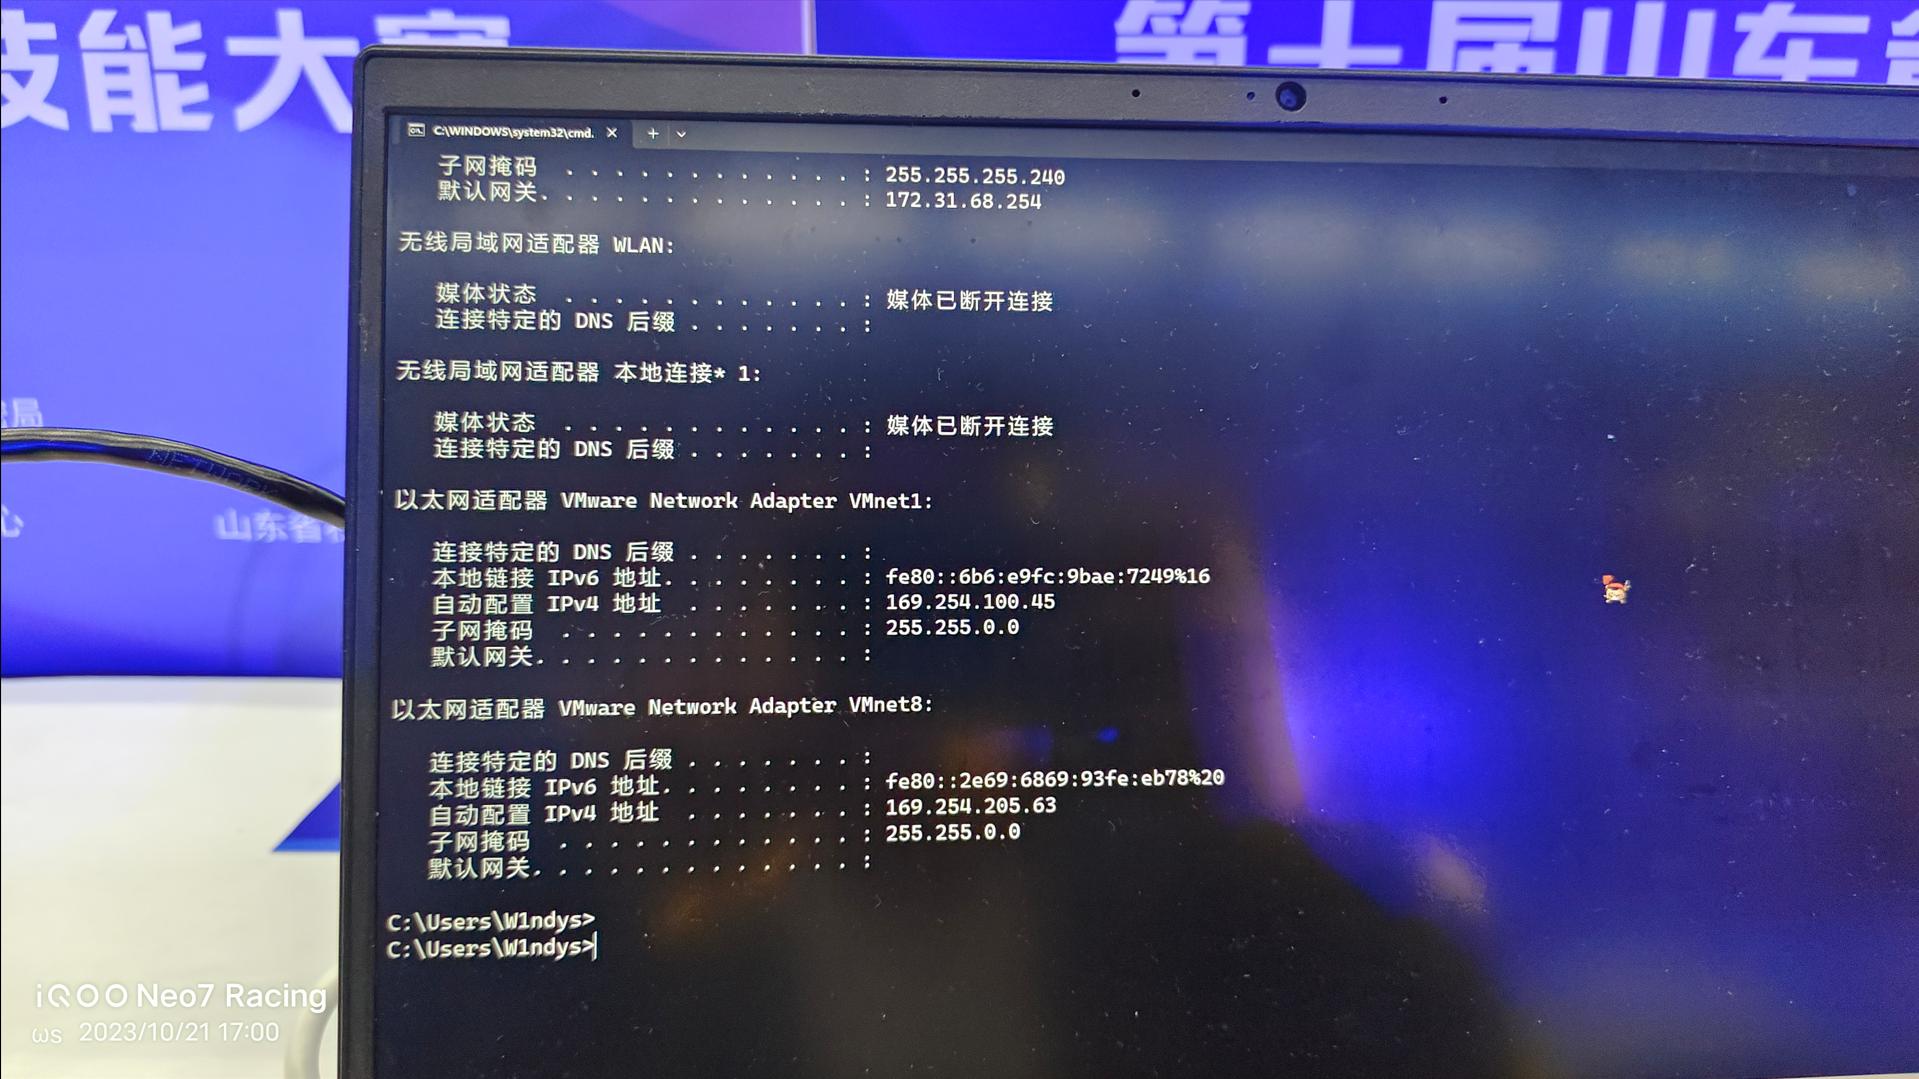 技能大赛
第十届山东省
C:\WINDOWS\system32\cmd.
子网掩码 . . . . . . . . . . . . : 255.255.255.240
默认网关. . . . . . . . . . . . . : 172.31.68.254
无线局域网适配器 WLAN:
媒体状态 . . . . . . . . . . . . : 媒体已断开连接
连接特定的 DNS 后缀 . . . . . . . :
无线局域网适配器 本地连接* 1:
媒体状态 . . . . . . . . . . . . : 媒体已断开连接
连接特定的 DNS 后缀 . . . . . . . :
以太网适配器 VMware Network Adapter VMnet1:
连接特定的 DNS 后缀 . . . . . . . :
本地链接 IPv6 地址. . . . . . . . : fe80::6b6:e9fc:9bae:7249%16
自动配置 IPv4 地址 . . . . . . . : 169.254.100.45
子网掩码 . . . . . . . . . . . . : 255.255.0.0
默认网关. . . . . . . . . . . . . :
以太网适配器 VMware Network Adapter VMnet8:
连接特定的 DNS 后缀 . . . . . . . :
本地链接 IPv6 地址. . . . . . . . : fe80::2e69:6869:93fe:eb78%20
自动配置 IPv4 地址 . . . . . . . : 169.254.205.63
子网掩码 . . . . . . . . . . . . : 255.255.0.0
默认网关. . . . . . . . . . . . . :
C:\Users\W1ndys>
C:\Users\W1ndys>
局
NETWORK
心
山东省
iQOO Neo7 Racing
ws 2023/10/21 17:00